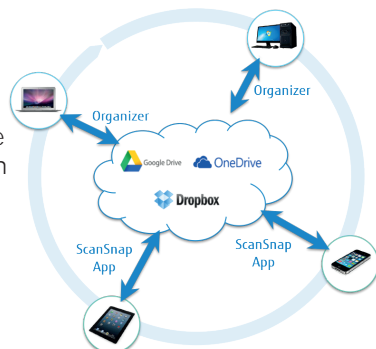 Organizer
Organizer
e
n
Google Drive
OneDrive
Dropbox
ScanSnap
App
ScanSnap
App